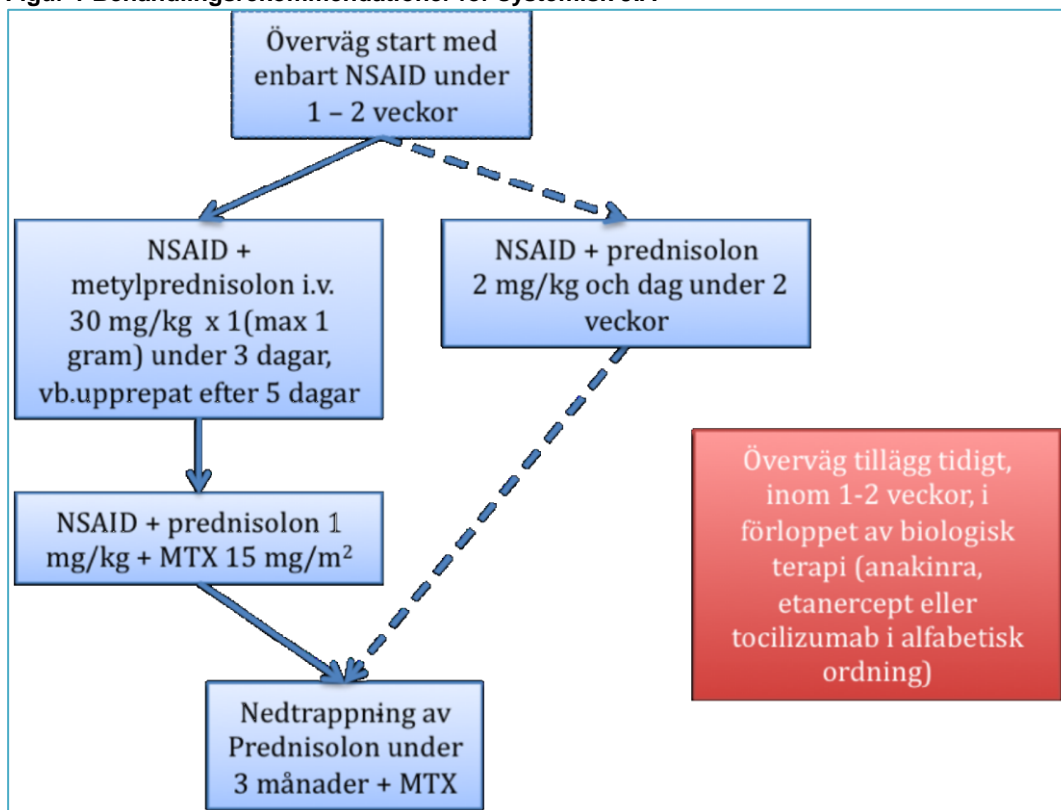 Överväg start med
enbart NSAID under
1 – 2 veckor
NSAID +
metylprednisolon i.v.
30 mg/kg x 1(max 1
gram) under 3 dagar,
vb.upprepat efter 5 dagar
NSAID + prednisolon
2 mg/kg och dag under 2
veckor
NSAID + prednisolon 1
mg/kg + MTX 15 mg/m²
Överväg tillägg tidigt,
inom 1-2 veckor, i
förloppet av biologisk
terapi (anakinra,
etanercept eller
tocilizumab i alfabetisk
ordning)
Nedtrappning av
Prednisolon under
3 månader + MTX